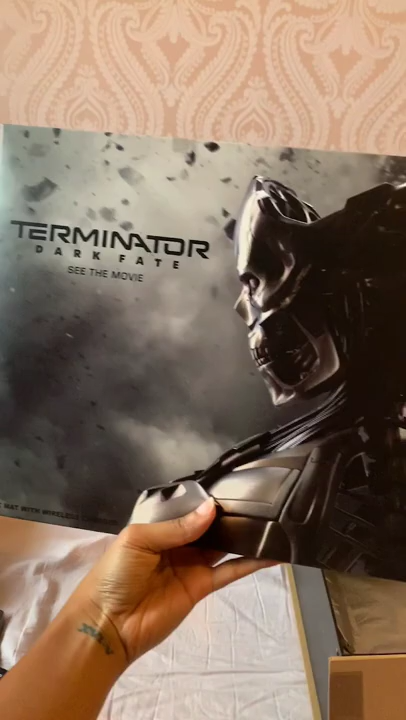 TERMINATOR
DARK FATE
SEE THE MOVIE
MAT WITH WIRELESS